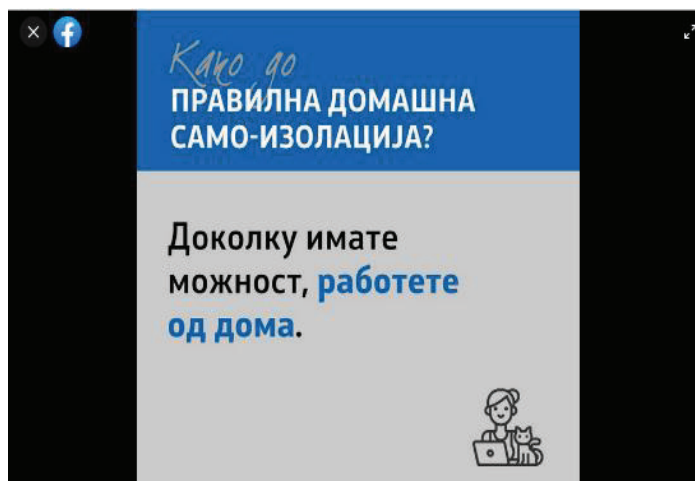 Како до
ПРАВИЛНА ДОМАШНА
САМО-ИЗОЛАЦИЈА?
Доколку имате
можност, работете
од дома.